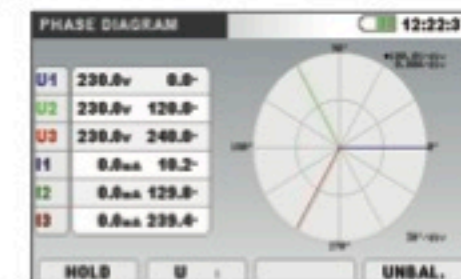 PHASE DIAGRAM 12:22:3
U1 230.0v 0.0°
U2 230.0v 120.0°
U3 230.0v 240.0°
I1 0.0mA 10.2°
I2 0.0mA 129.8°
I3 0.0mA 239.4°
90°
180° 0°
270°
HOLD U UNBAL.